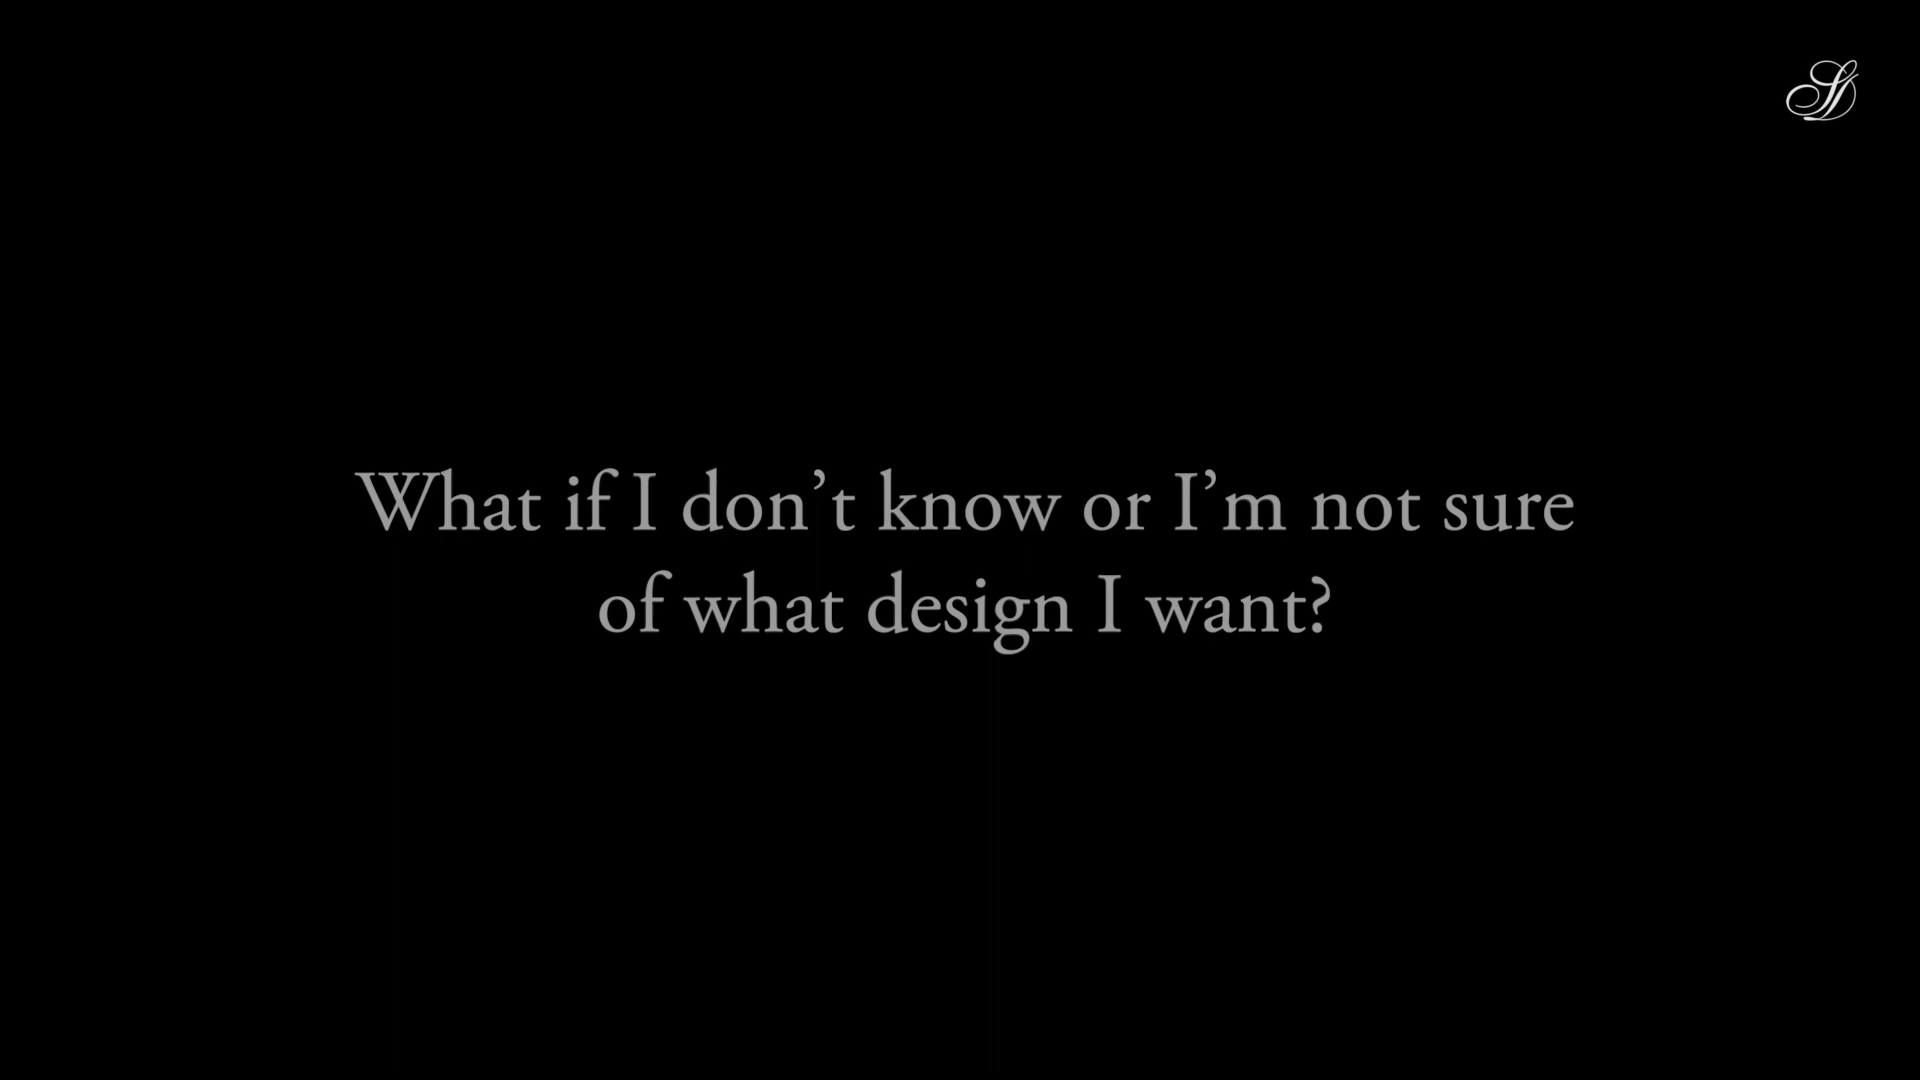 What if I don’t know or I’m not sure
of what design I want?